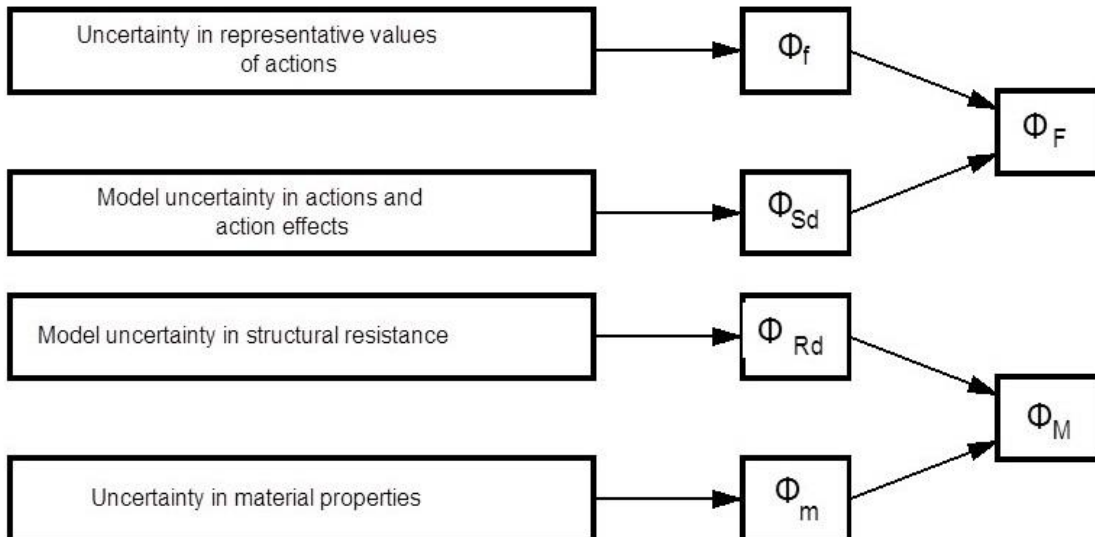 Uncertainty in representative values
of actions
Φf
ΦF
Model uncertainty in actions and
action effects
ΦSd
Model uncertainty in structural resistance
Φ Rd
ΦM
Uncertainty in material properties
Φm